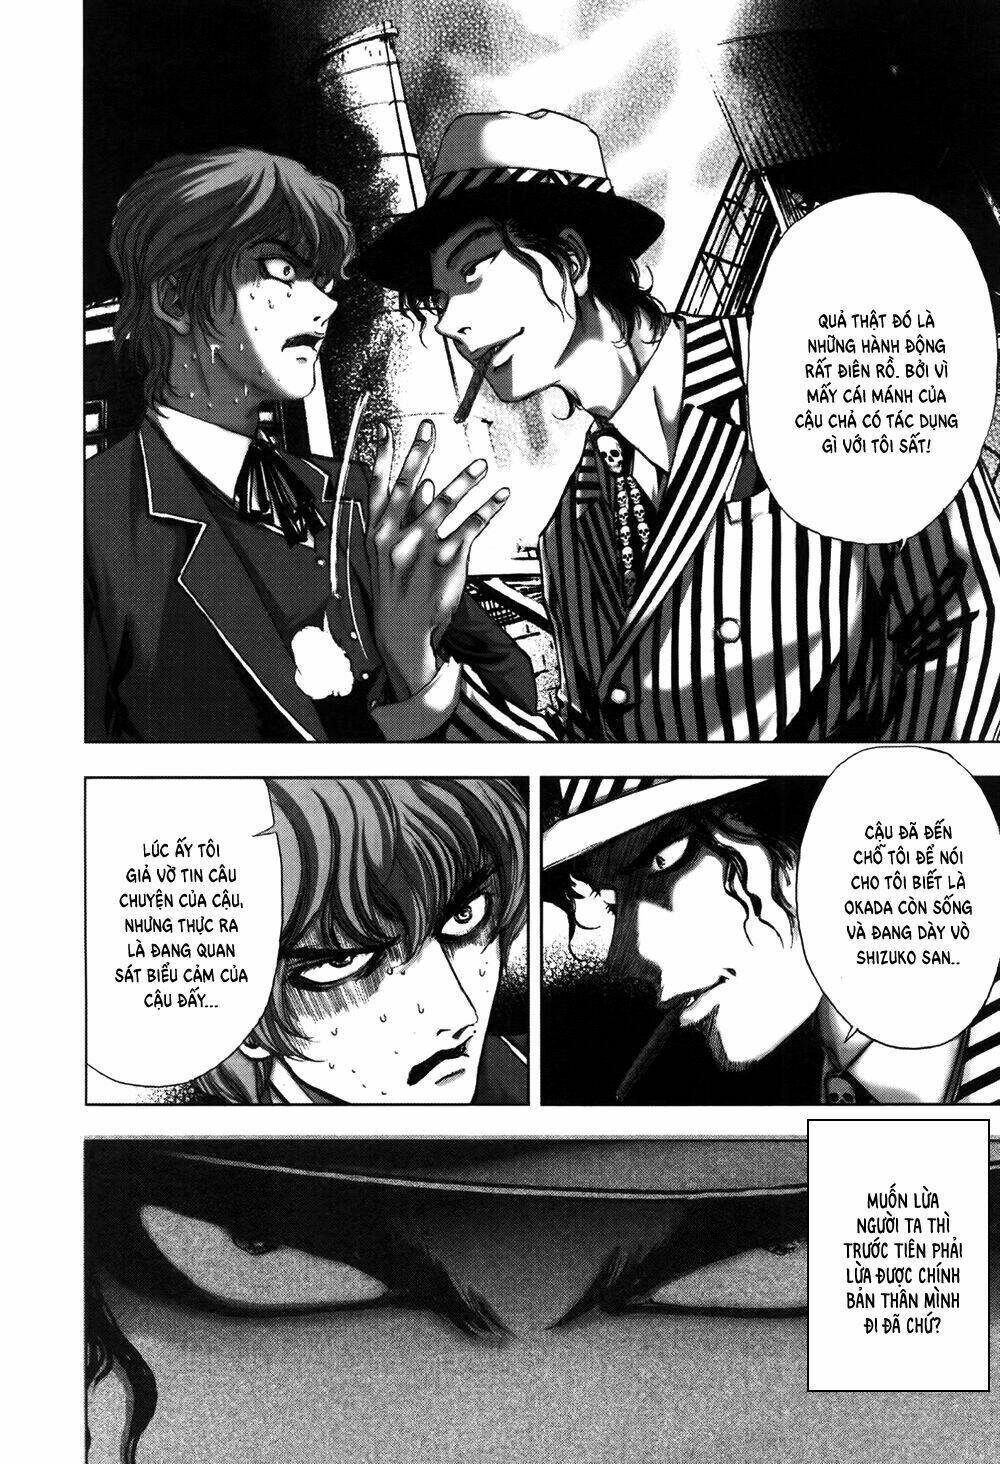 QUẢ THẬT ĐÓ LÀ
NHỮNG HÀNH ĐỘNG
RẤT ĐIÊN RỒ. BỞI VÌ
MẤY CÁI MÁNH CỦA
CẬU CHẢ CÓ TÁC DỤNG
GÌ VỚI TÔI SẤT!
CẬU ĐÃ ĐẾN
CHỖ TÔI ĐỂ NÓI
CHO TÔI BIẾT LÀ
OKADA CÒN SỐNG
VÀ ĐANG DÀY VÒ
SHIZUKO SAN..
LÚC ẤY TÔI
GIẢ VỜ TIN CÂU
CHUYỆN CỦA CẬU,
NHƯNG THỰC RA
LÀ ĐANG QUAN
SÁT BIỂU CẢM CỦA
CẬU ĐẤY...
MUỐN LỪA
NGƯỜI TA THÌ
TRƯỚC TIÊN PHẢI
LỪA ĐƯỢC CHÍNH
BẢN THÂN MÌNH
ĐI ĐÃ CHỨ?